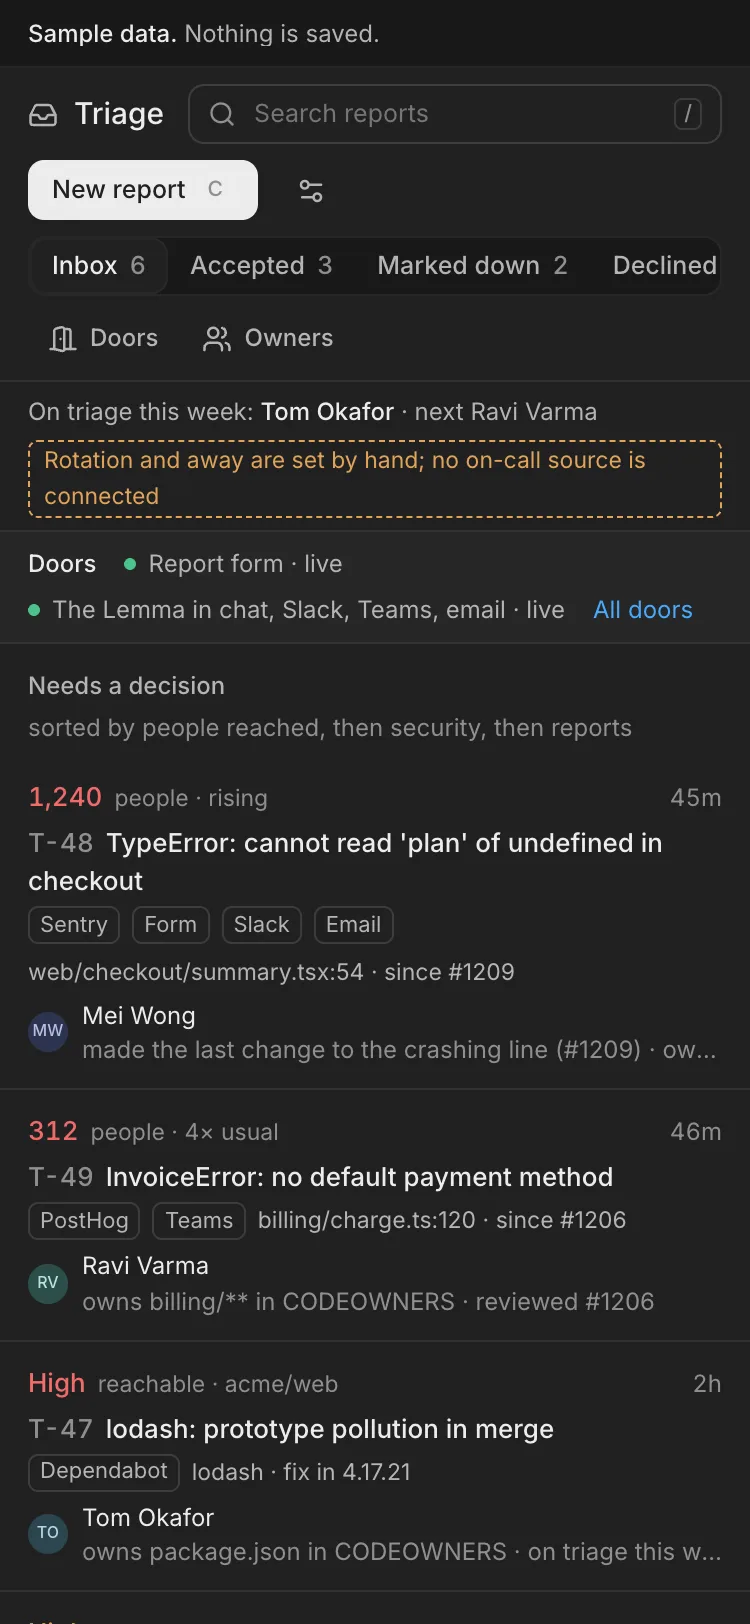 Sample data. Nothing is saved.
Triage
Search reports /
New report C
Inbox 6 Accepted 3 Marked down 2 Declined
Doors Owners
On triage this week: Tom Okafor · next Ravi Varma
Rotation and away are set by hand; no on-call source is
connected
Doors Report form · live
The Lemma in chat, Slack, Teams, email · live All doors
Needs a decision
sorted by people reached, then security, then reports
1,240 people · rising 45m
T-48 TypeError: cannot read 'plan' of undefined in
checkout
Sentry Form Slack Email
web/checkout/summary.tsx:54 · since #1209
MW Mei Wong
made the last change to the crashing line (#1209) · ow...
312 people · 4× usual 46m
T-49 InvoiceError: no default payment method
PostHog Teams billing/charge.ts:120 · since #1206
RV Ravi Varma
owns billing/** in CODEOWNERS · reviewed #1206
High reachable · acme/web 2h
T-47 lodash: prototype pollution in merge
Dependabot lodash · fix in 4.17.21
TO Tom Okafor
owns package.json in CODEOWNERS · on triage this w...